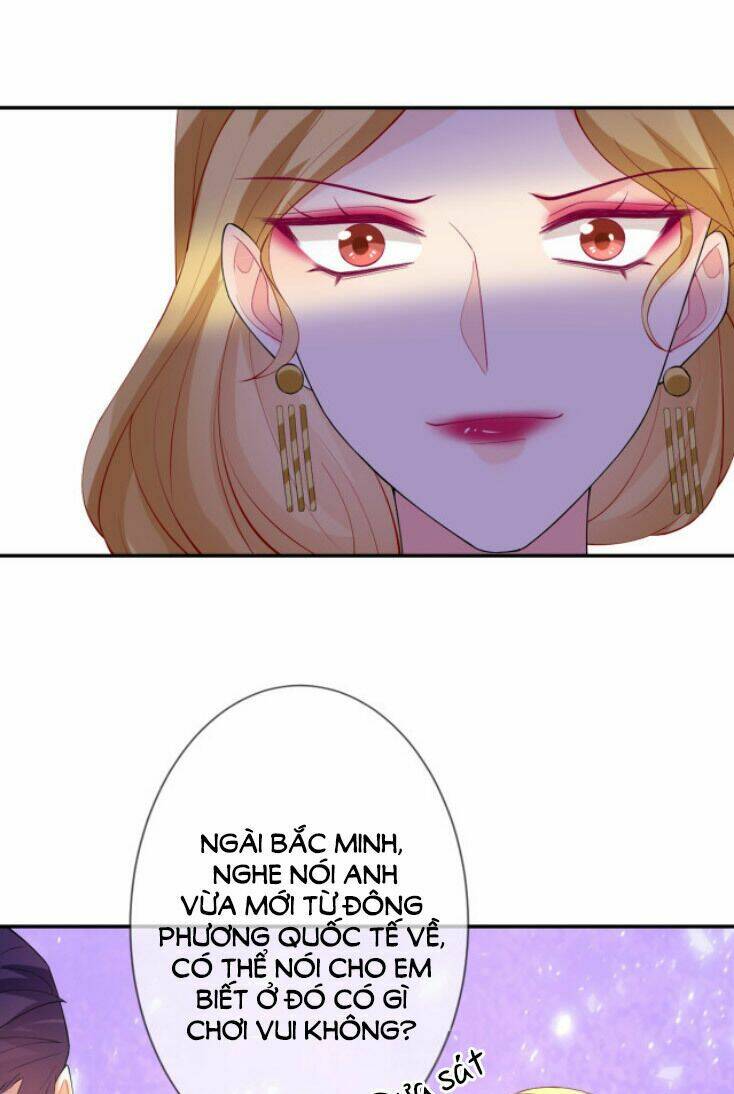 NGÀI BẮC MINH,
NGHE NÓI ANH
VỪA MỚI TỪ ĐÔNG
PHƯƠNG QUỐC TẾ VỀ,
CÓ THỂ NÓI CHO EM
BIẾT Ở ĐÓ CÓ GÌ
CHƠI VUI KHÔNG?
sát